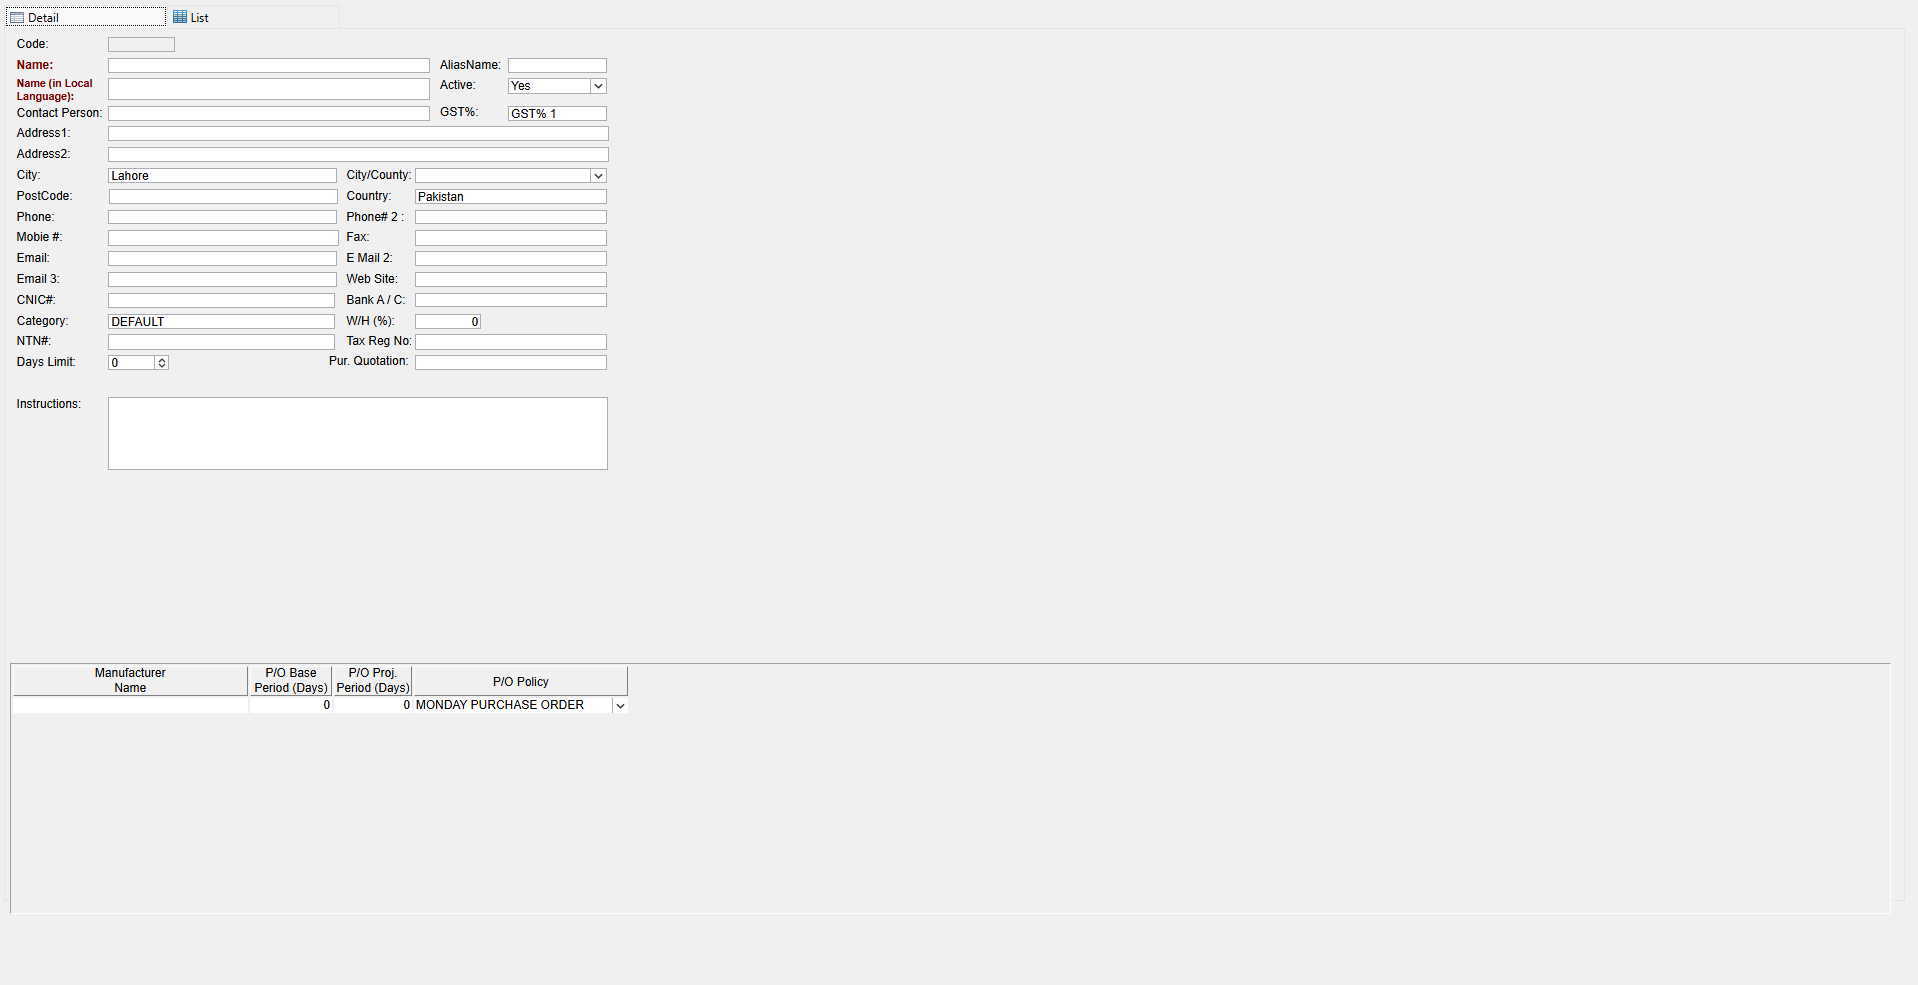 Detail List
Code:
Name: AliasName:
Name (in Local
Language):
Active: Yes
Contact Person: GST%: GST% 1
Address1:
Address2:
City: Lahore City/County:
PostCode: Country: Pakistan
Phone: Phone# 2 :
Mobie #: Fax:
Email: E Mail 2:
Email 3: Web Site:
CNIC#: Bank A / C:
Category: DEFAULT W/H (%): 0
NTN#: Tax Reg No:
Days Limit: 0 Pur. Quotation:
Instructions:
Manufacturer
Name
P/O Base
Period (Days)
P/O Proj.
Period (Days)
P/O Policy
0 0 MONDAY PURCHASE ORDER